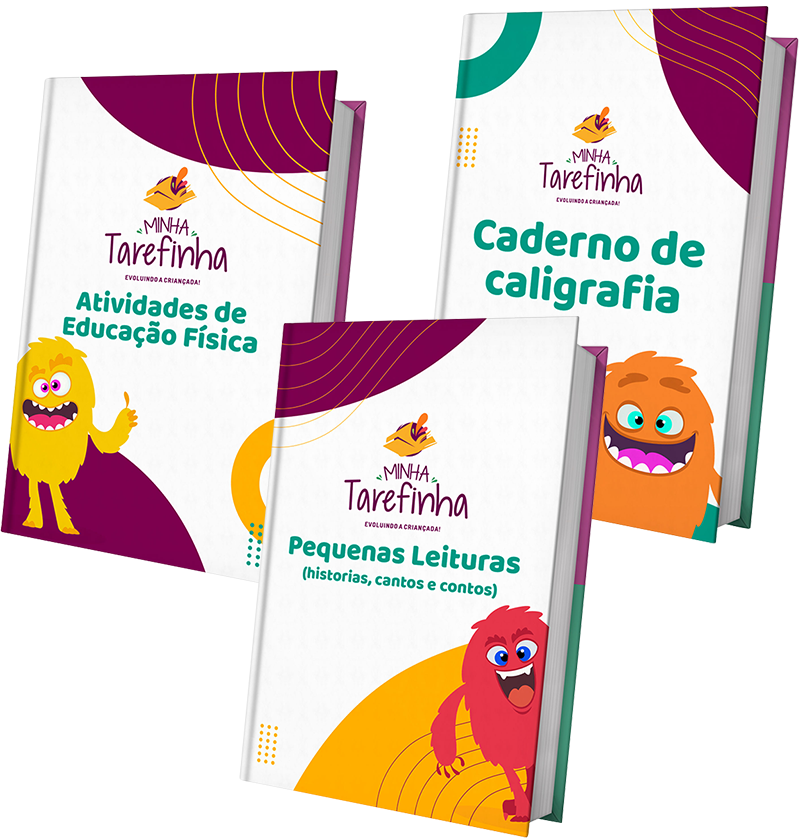 MINHA
Tarefinha
EVOLUINDO A CRIANÇADA!
Atividades de
Educação Física
MINHA
Tarefinha
EVOLUINDO A CRIANÇADA!
Caderno de
caligrafia
MINHA
Tarefinha
EVOLUINDO A CRIANÇADA!
Pequenas Leituras
(historias, cantos e contos)